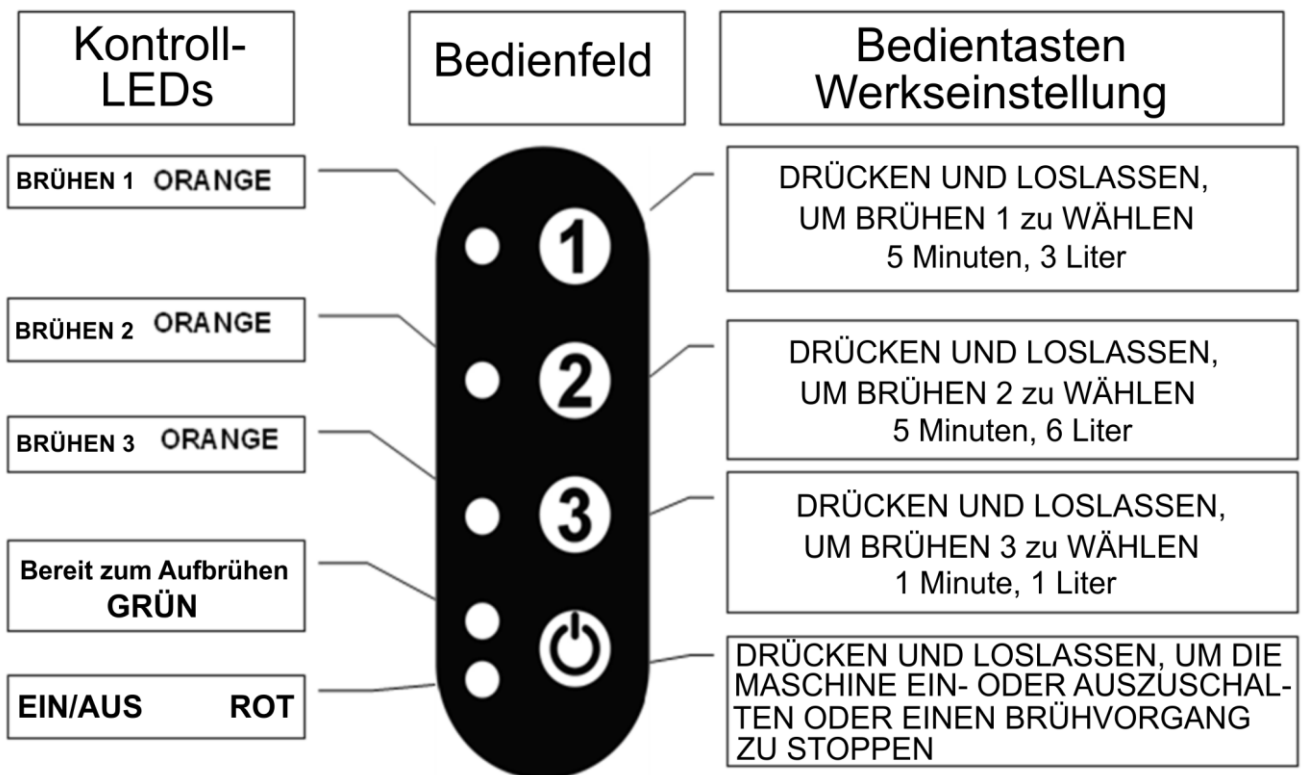 Kontroll-
LEDs
Bedienfeld
Bedientasten
Werkseinstellung
BRÜHEN 1 ORANGE
1
DRÜCKEN UND LOSLASSEN,
UM BRÜHEN 1 zu WÄHLEN
5 Minuten, 3 Liter
BRÜHEN 2 ORANGE
2
DRÜCKEN UND LOSLASSEN,
UM BRÜHEN 2 zu WÄHLEN
5 Minuten, 6 Liter
BRÜHEN 3 ORANGE
3
DRÜCKEN UND LOSLASSEN,
UM BRÜHEN 3 zu WÄHLEN
1 Minute, 1 Liter
Bereit zum Aufbrühen
GRÜN
EIN/AUS ROT
DRÜCKEN UND LOSLASSEN, UM DIE
MASCHINE EIN- ODER AUSZUSCHAL-
TEN ODER EINEN BRÜHVORGANG
ZU STOPPEN